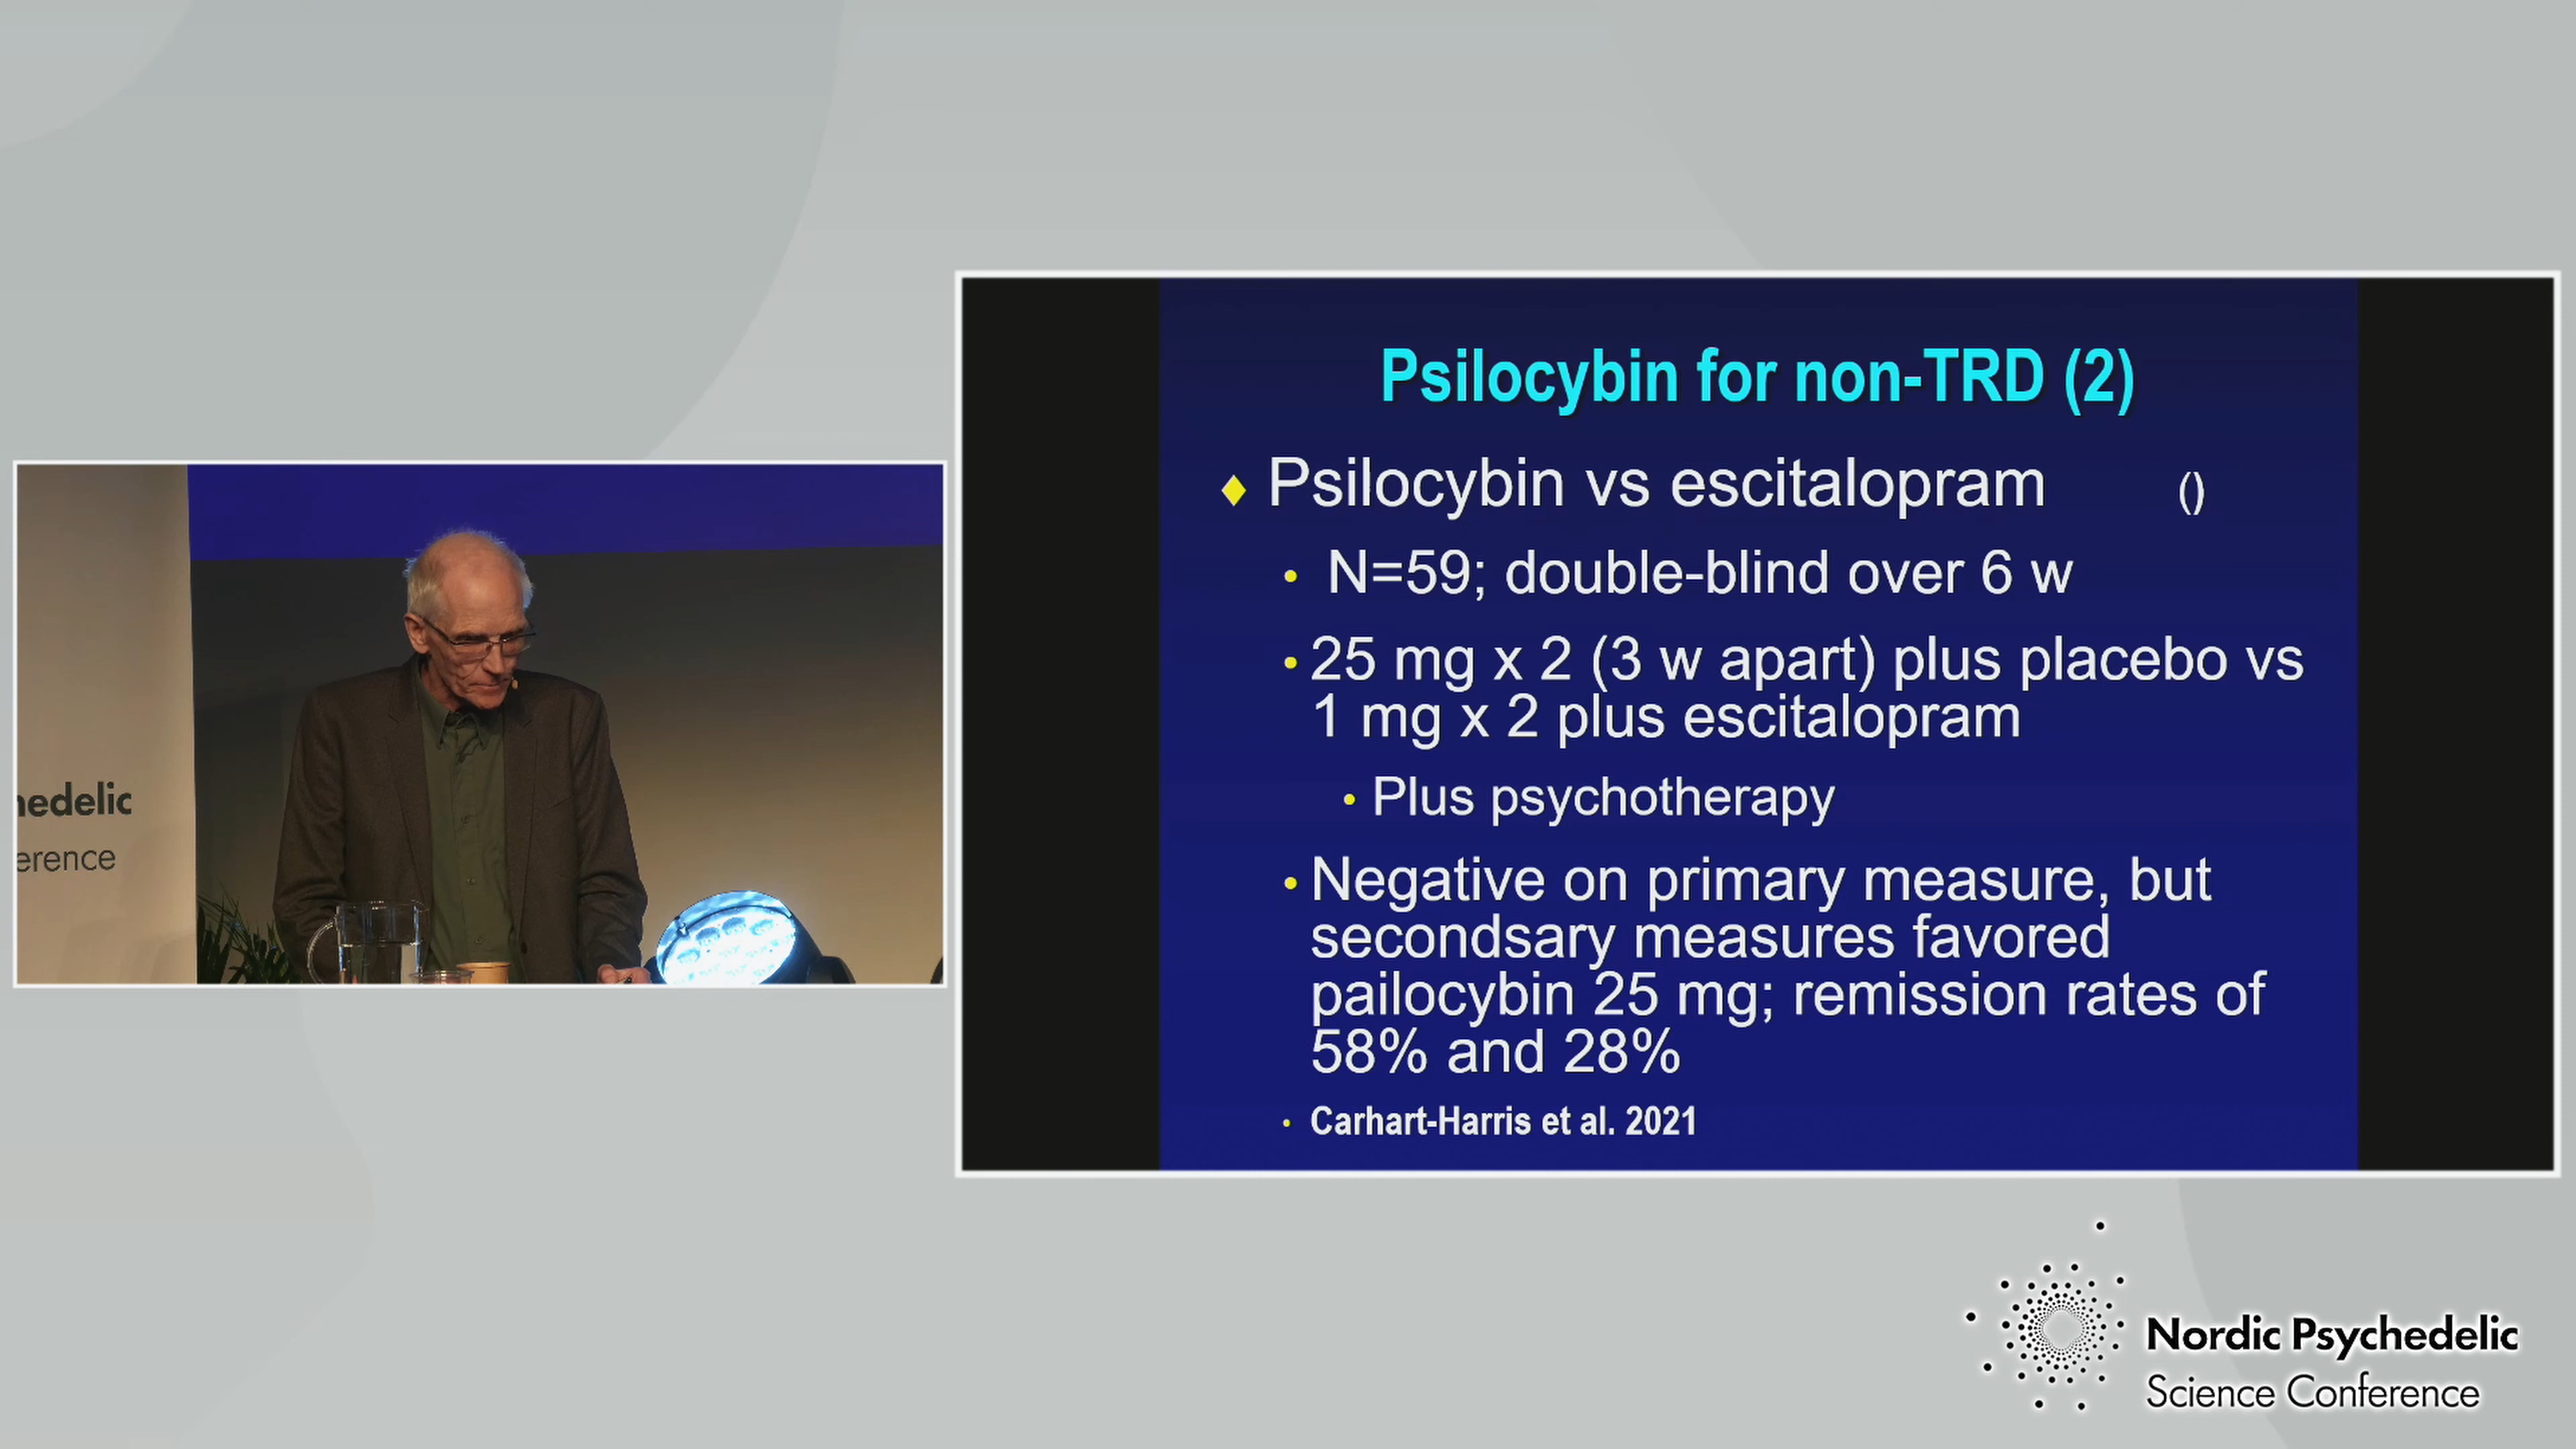 hedelic
erence
Psilocybin for non-TRD (2)
Psilocybin vs escitalopram ()
N=59; double-blind over 6 w
25 mg x 2 (3 w apart) plus placebo vs
1 mg x 2 plus escitalopram
Plus psychotherapy
Negative on primary measure, but
secondsary measures favored
pailocybin 25 mg; remission rates of
58% and 28%
Carhart-Harris et al. 2021
Nordic Psychedelic
Science Conference